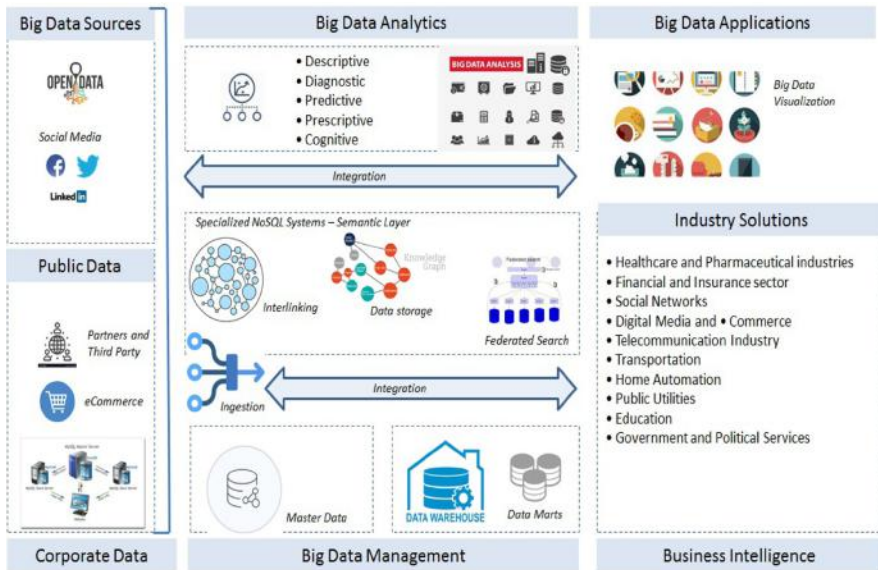 Big Data Sources
OPEN DATA
Social Media
Linked in
Public Data
Partners and
Third Party
eCommerce
Corporate Data
Big Data Analytics
• Descriptive
• Diagnostic
• Predictive
• Prescriptive
• Cognitive
BIG DATA ANALYSIS
Integration
Specialized NoSQL Systems – Semantic Layer
Interlinking
Knowledge
Graph
Data storage
Federated search
Federated Search
Ingestion
Integration
Master Data
DATA WAREHOUSE
Data Marts
Big Data Management
Big Data Applications
Big Data
Visualization
Industry Solutions
• Healthcare and Pharmaceutical industries
• Financial and Insurance sector
• Social Networks
• Digital Media and • Commerce
• Telecommunication Industry
• Transportation
• Home Automation
• Public Utilities
• Education
• Government and Political Services
Business Intelligence